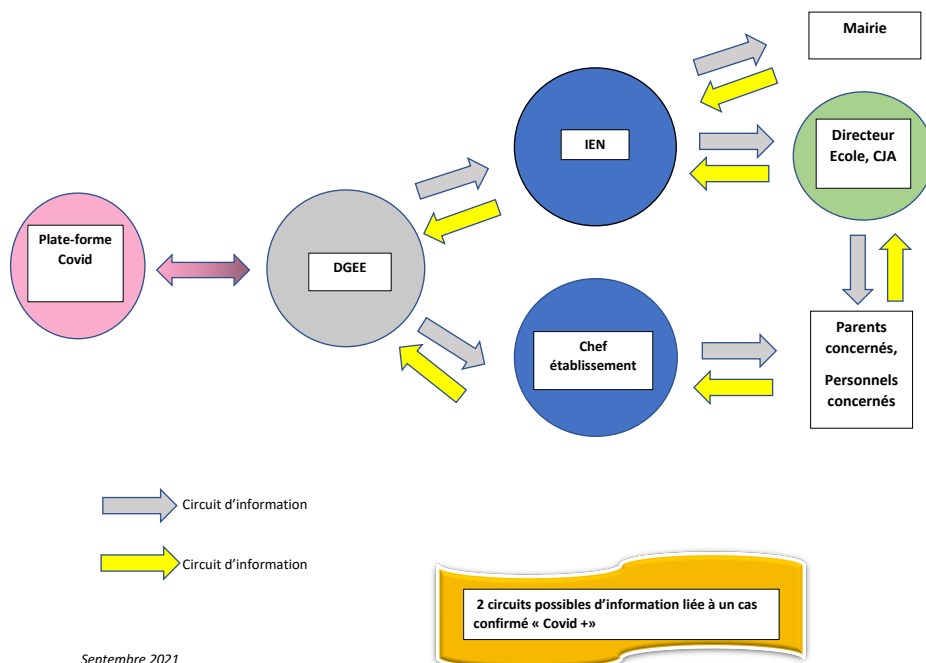 Mairie
IEN
Directeur
Ecole, CJA
Plate-forme
Covid
DGEE
Chef
établissement
Parents
concernés,
Personnels
concernés
Circuit d’information
Circuit d’information
2 circuits possibles d’information liée à un cas
confirmé « Covid +»
Septembre 2021